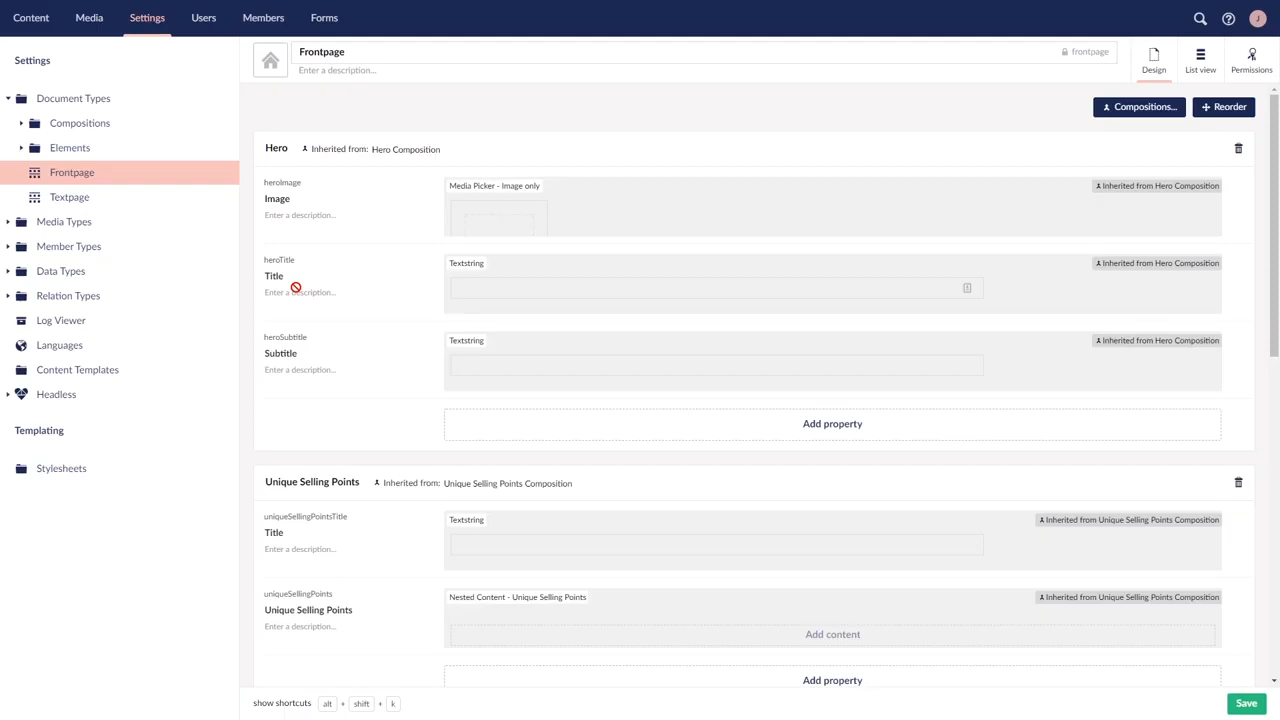 Content Media Settings Users Members Forms J
Settings
Document Types
Compositions
Elements
Frontpage
Textpage
Media Types
Member Types
Data Types
Relation Types
Log Viewer
Languages
Content Templates
Headless
Templating
Stylesheets
Frontpage frontpage
Enter a description...
Design List view Permissions
Compositions... Reorder
Hero Inherited from: Hero Composition
heroImage
Image
Enter a description...
Media Picker - Image only Inherited from Hero Composition
heroTitle
Title
Enter a description...
Textstring Inherited from Hero Composition
heroSubtitle
Subtitle
Enter a description...
Textstring Inherited from Hero Composition
Add property
Unique Selling Points Inherited from: Unique Selling Points Composition
uniqueSellingPointsTitle
Title
Enter a description...
Textstring Inherited from Unique Selling Points Composition
uniqueSellingPoints
Unique Selling Points
Enter a description...
Nested Content - Unique Selling Points Inherited from Unique Selling Points Composition
Add content
Add property
show shortcuts alt + shift + k
Save